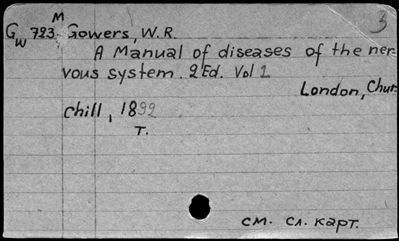 M 3
G W 723. Gowers, W. R.
A Manual of diseases of the ner-
vous system. 2 Ed. Vol 1
London, Chur-
chill, 1892
T.
см. сл. карт.